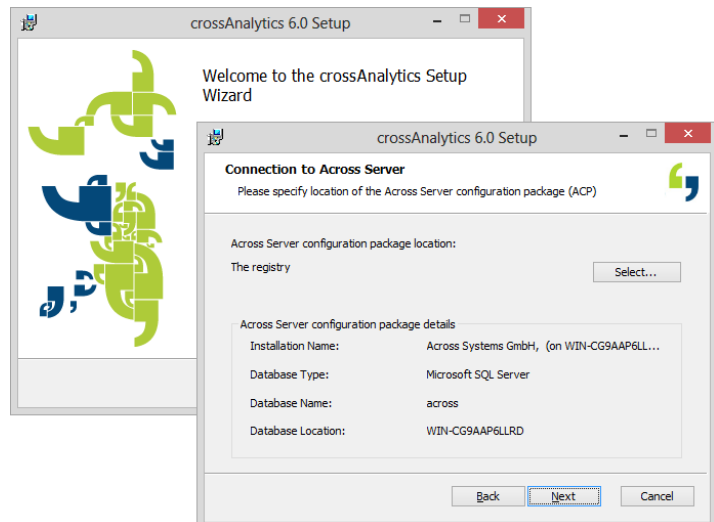 crossAnalytics 6.0 Setup
Welcome to the crossAnalytics Setup
Wizard
crossAnalytics 6.0 Setup
Connection to Across Server
Please specify location of the Across Server configuration package (ACP)
Across Server configuration package location:
The registry
Select...
Across Server configuration package details
Installation Name: Across Systems GmbH, (on WIN-CG9AAP6LL...
Database Type: Microsoft SQL Server
Database Name: across
Database Location: WIN-CG9AAP6LLRD
Back Next Cancel